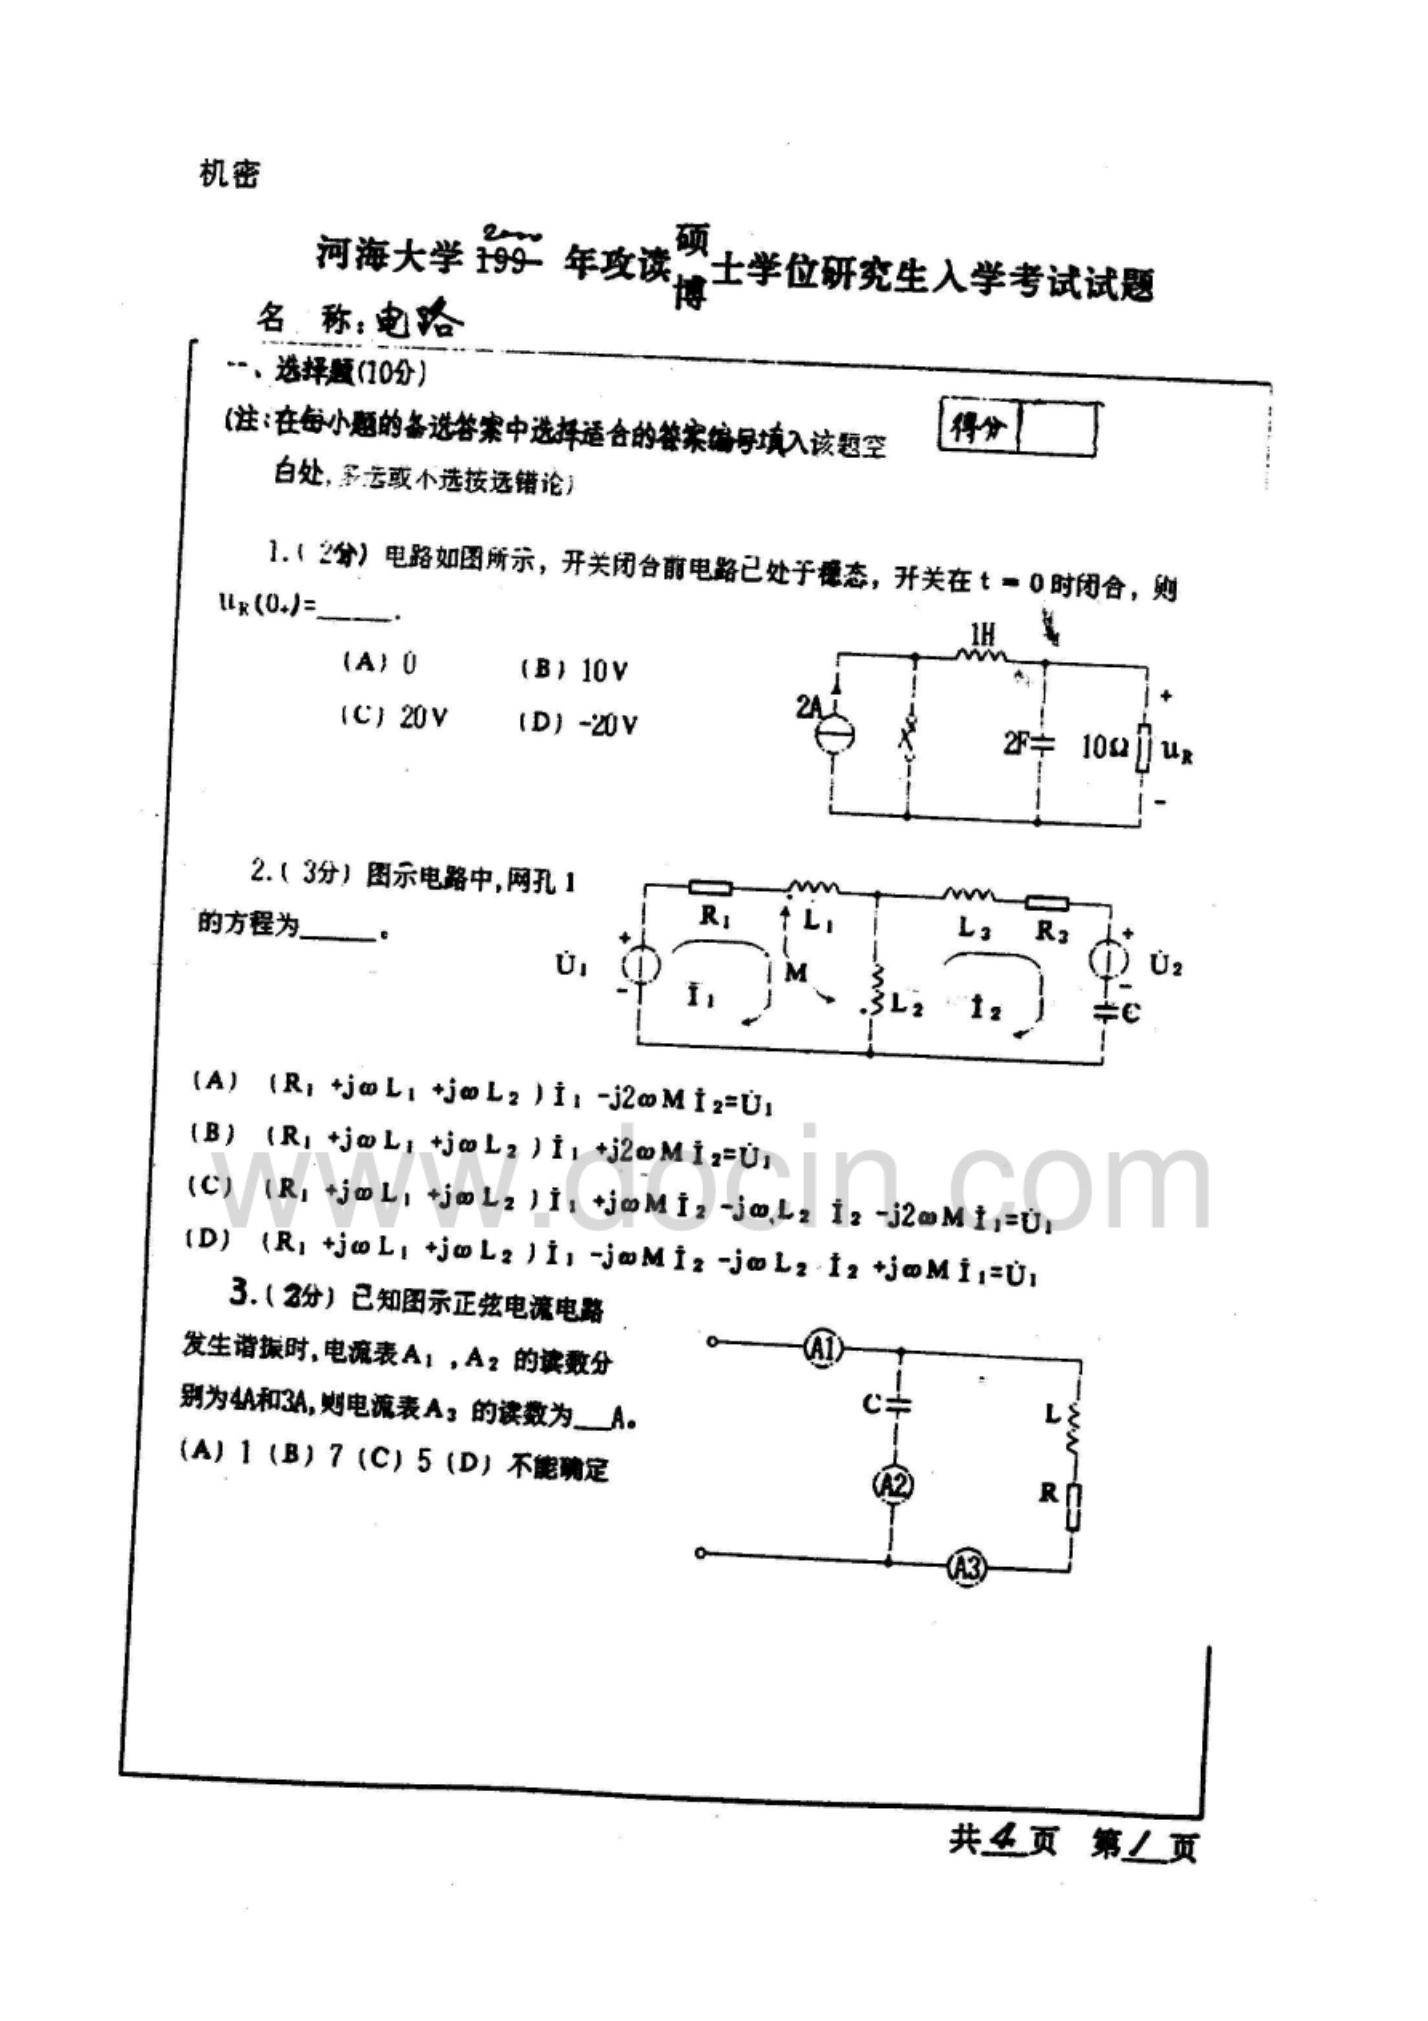 机密
河海大学 2000 199 年攻读硕博士学位研究生入学考试试题
名 称:电路
一、选择题(10分)
得分
(注:在每小题的备选答案中选择适合的答案编号填入该题空
白处,多选或不选按选错论)
1.(2分)电路如图所示,开关闭合前电路已处于稳态,开关在t=0时闭合,则
uR(0+)=_____.
(A) 0 (B) 10V
(C) 20V (D) -20V
1H
2A
2F
10Ω
+
uR
-
2.(3分)图示电路中,网孔1
的方程为_____。
R1 L1 L3 R3
+ U̇1 -
İ1 M L2 İ2
+ U̇2 -
C
(A) (R1 +jωL1 +jωL2 )İ1 -j2ωMİ2=U̇1
(B) (R1 +jωL1 +jωL2 )İ1 +j2ωMİ2=U̇1
(C) (R1 +jωL1 +jωL2 )İ1 +jωMİ2 -jωL2 İ2 -j2ωMİ1=U̇1
(D) (R1 +jωL1 +jωL2 )İ1 -jωMİ2 -jωL2 İ2 +jωMİ1=U̇1
www.docin.com
3.(2分)已知图示正弦电流电路
发生谐振时,电流表A1 ,A2 的读数分
别为4A和3A,则电流表A3 的读数为___A。
(A) 1 (B) 7 (C) 5 (D) 不能确定
A1
C
L
A2
R
A3
共4页 第1页